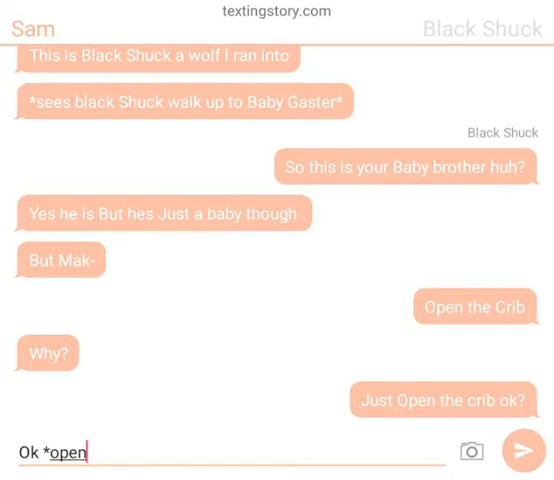 textingstory.com
Sam
Black Shuck
This is Black Shuck a wolf I ran into
*sees black Shuck walk up to Baby Gaster*
Black Shuck
So this is your Baby brother huh?
Yes he is But hes Just a baby though
But Mak-
Open the Crib
Why?
Just Open the crib ok?
Ok *open